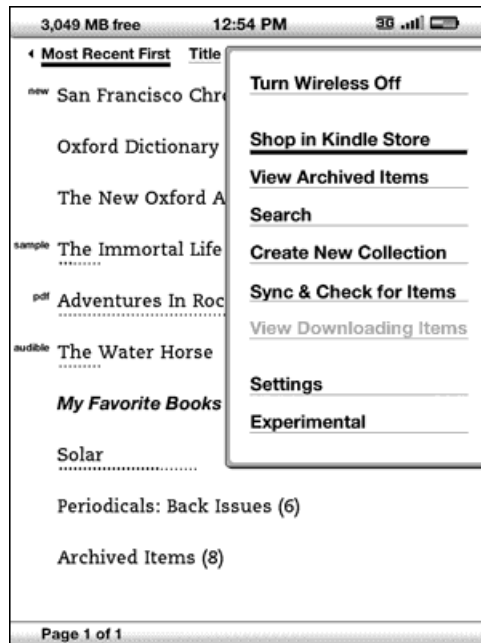 3,049 MB free 12:54 PM 3G
Most Recent First Title
new San Francisco Chr
Oxford Dictionary
The New Oxford A
sample The Immortal Life
pdf Adventures In Roc
audible The Water Horse
My Favorite Books
Solar
Periodicals: Back Issues (6)
Archived Items (8)
Turn Wireless Off
Shop in Kindle Store
View Archived Items
Search
Create New Collection
Sync & Check for Items
View Downloading Items
Settings
Experimental
Page 1 of 1